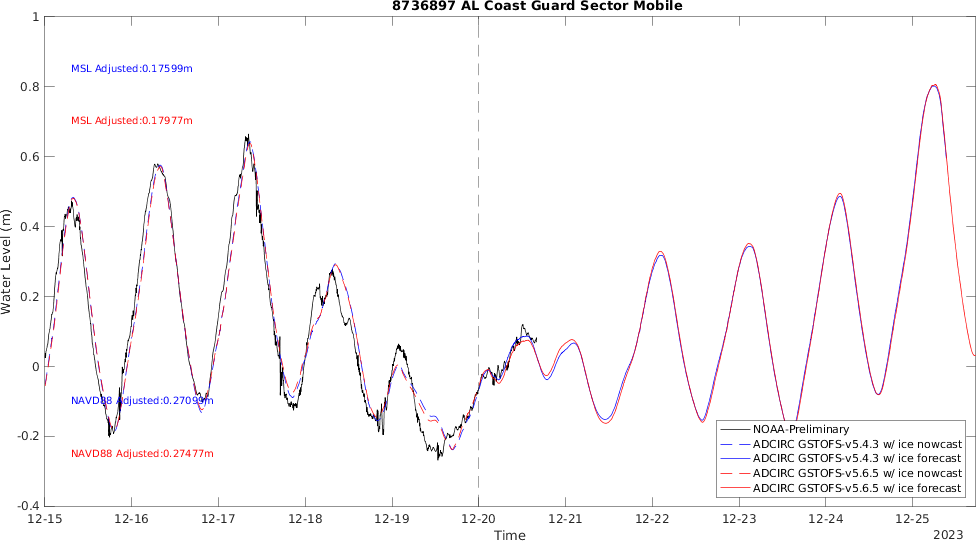 8736897 AL Coast Guard Sector Mobile
1
0.8
0.6
0.4
0.2
0
-0.2
-0.4
Water Level (m)
MSL Adjusted:0.17599m
MSL Adjusted:0.17977m
NAVD88 Adjusted:0.27099m
NAVD88 Adjusted:0.27477m
NOAA-Preliminary
ADCIRC GSTOFS-v5.4.3 w/ ice nowcast
ADCIRC GSTOFS-v5.4.3 w/ ice forecast
ADCIRC GSTOFS-v5.6.5 w/ ice nowcast
ADCIRC GSTOFS-v5.6.5 w/ ice forecast
12-15 12-16 12-17 12-18 12-19 12-20 12-21 12-22 12-23 12-24 12-25
Time
2023